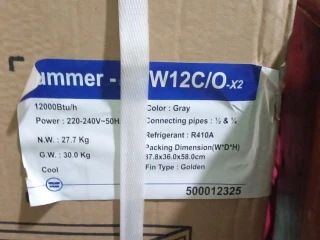 ummer - W12C/O-X2
12000Btu/h
Color : Gray
Power : 220-240V~50H
Connecting pipes : ½ & ¼
Refrigerant : R410A
N.W. : 27.7 Kg
Packing Dimension(W*D*H)
G.W. : 30.0 Kg
87.8x36.0x58.0cm
Cool
Fin Type : Golden
500012325